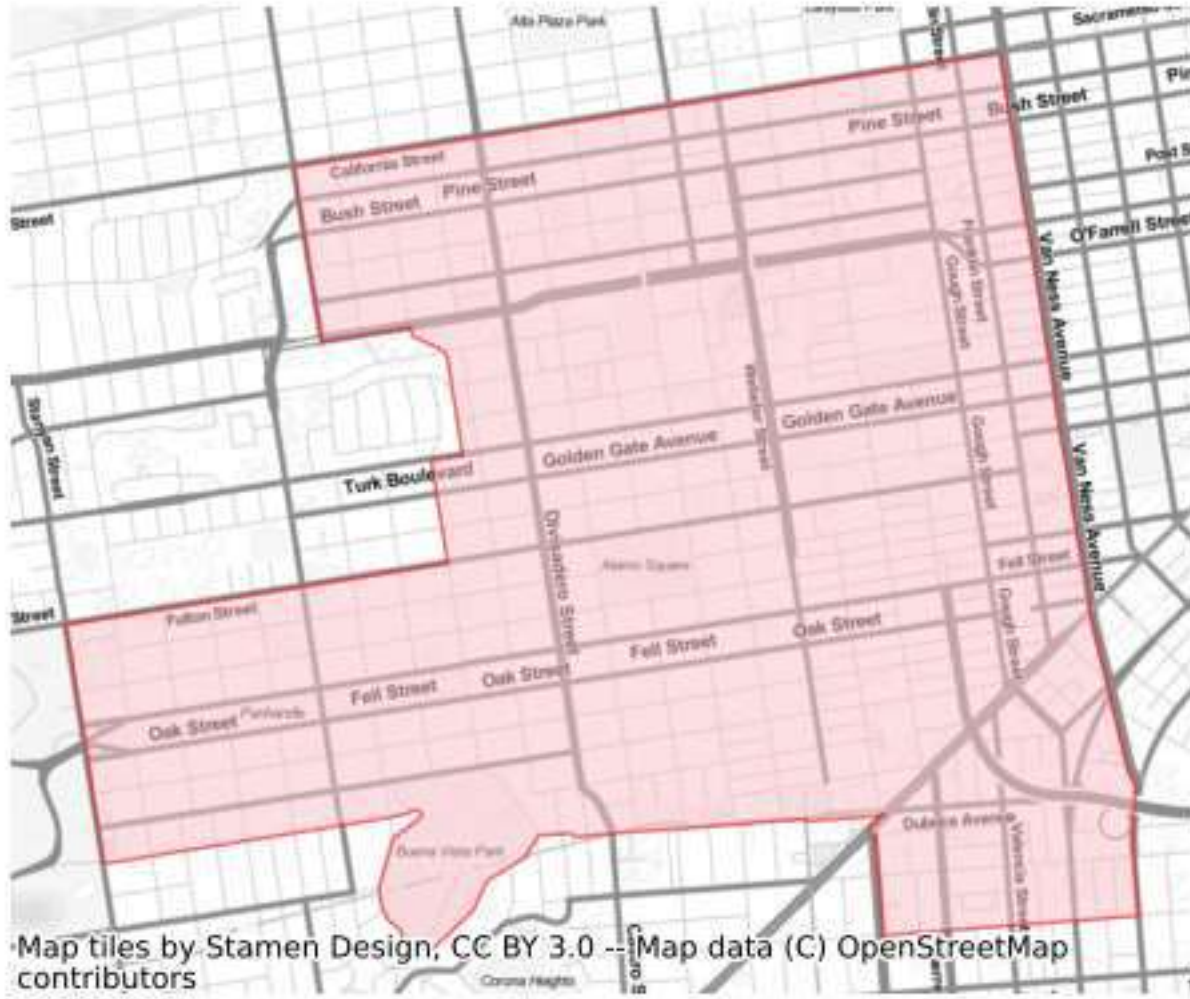 Alta Plaza Park
Sacramento
Bush Street
Pine Street
California Street
Pine Street
Bush Street
Post S
Street
O'Farrell Street
Van Ness Avenue
Franklin Street
Gough Street
Webster Street
Golden Gate Avenue
Golden Gate Avenue
Stanyan Street
Gough Street
Turk Boulevard
Van Ness Avenue
Divisadero Street
Alamo Square
Fell Street
Street
Fulton Street
Gough Street
Oak Street
Fell Street
Oak Street
Fell Street
Oak Street
Panhandle
Duboce Avenue
Valencia Street
Buena Vista Park
Map tiles by Stamen Design, CC BY 3.0 -- Map data (C) OpenStreetMap
contributors
Corona Heights